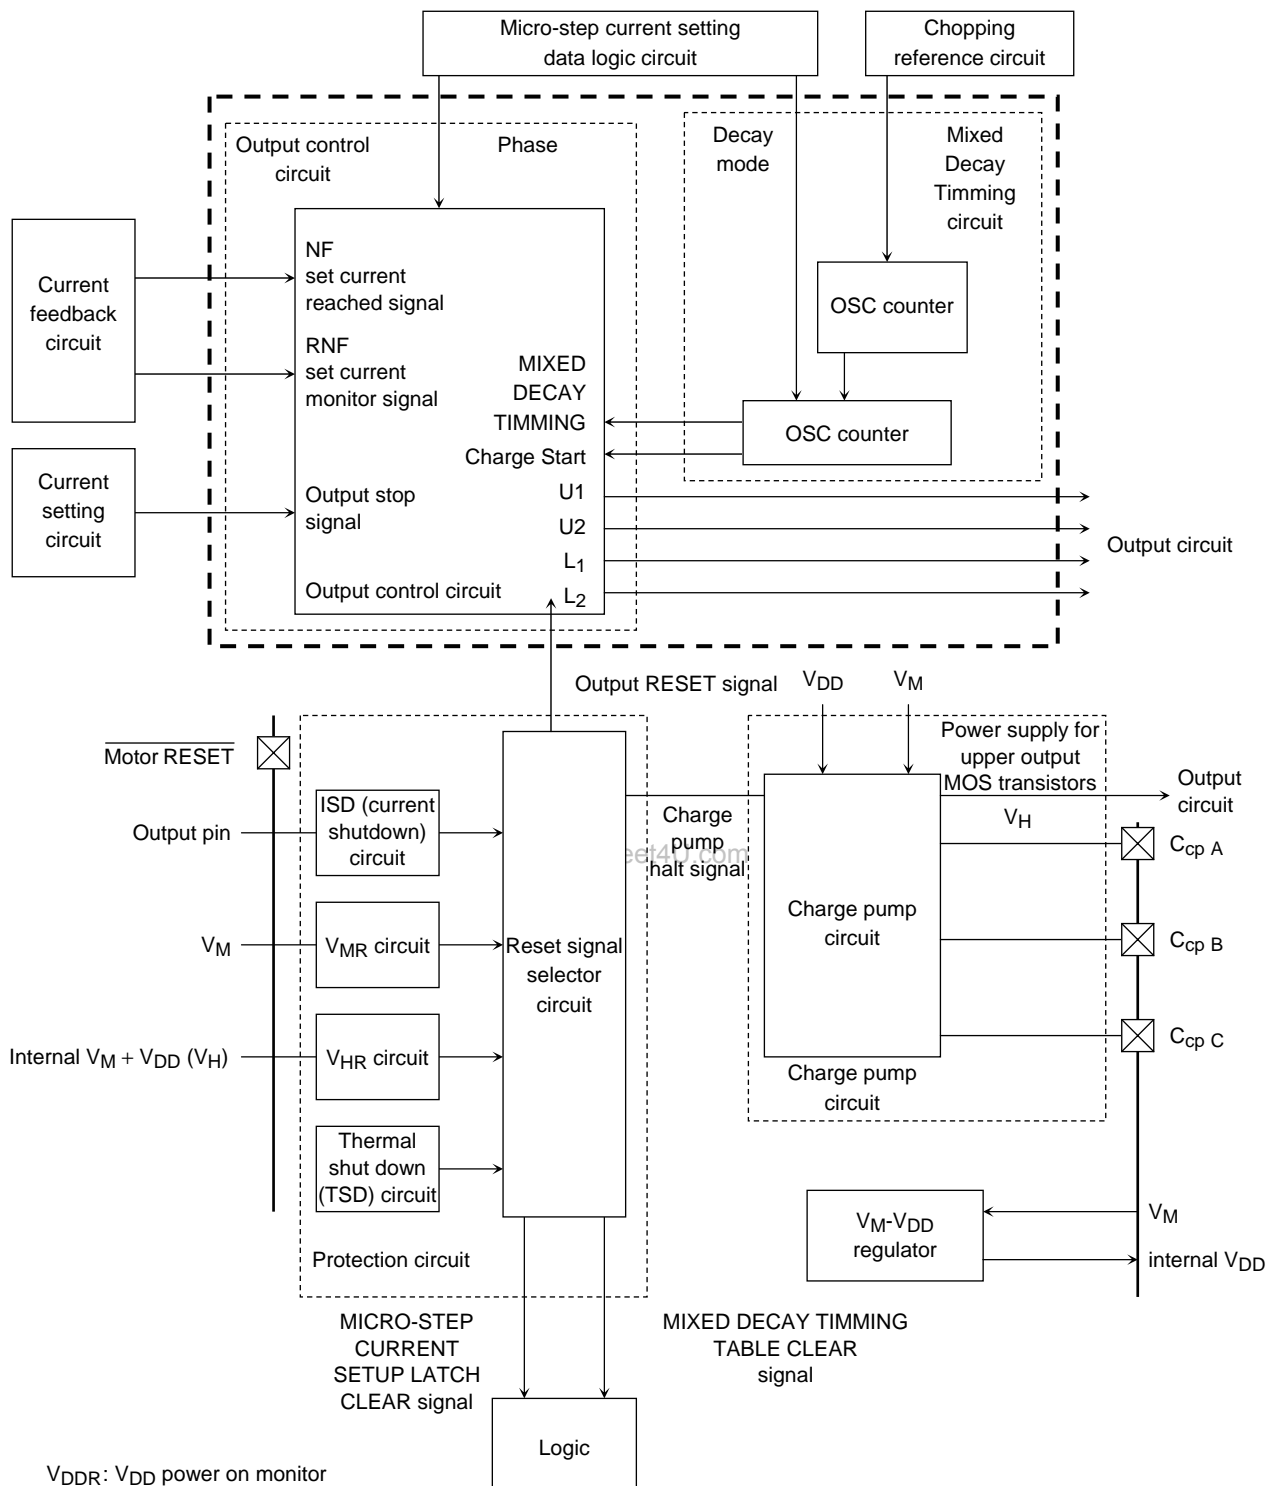 Micro-step current setting
data logic circuit
Chopping
reference circuit
Output control
circuit
Phase
Decay
mode
Mixed
Decay
Timming
circuit
Current
feedback
circuit
NF
set current
reached signal
RNF
set current
monitor signal
MIXED
DECAY
TIMMING
Charge Start
OSC counter
OSC counter
Current
setting
circuit
Output stop
signal
U1
U2
L1
L2
Output control circuit
Output circuit
Output RESET signal
VDD
VM
Motor RESET
Power supply for
upper output
MOS transistors
Output
circuit
Output pin
ISD (current
shutdown)
circuit
Charge
pump
halt signal
eet4U.com
VH
Ccp A
VM
VMR circuit
Reset signal
selector
circuit
Charge pump
circuit
Ccp B
Internal VM + VDD (VH)
VHR circuit
Ccp C
Charge pump
circuit
Thermal
shut down
(TSD) circuit
Protection circuit
VM-VDD
regulator
VM
internal VDD
MICRO-STEP
CURRENT
SETUP LATCH
CLEAR signal
MIXED DECAY TIMMING
TABLE CLEAR
signal
Logic
VDDR: VDD power on monitor